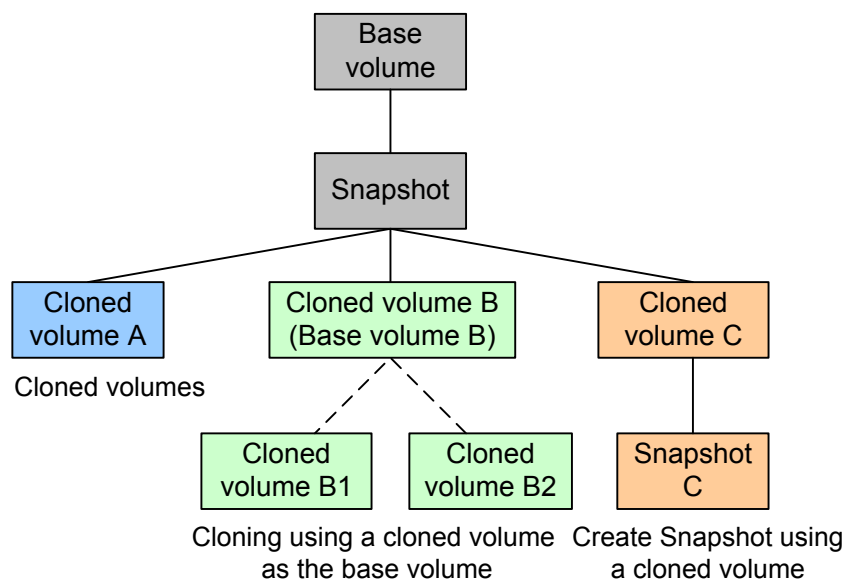 Base
volume
Snapshot
Cloned
volume A
Cloned volume B
(Base volume B)
Cloned
volume C
Cloned volumes
Cloned
volume B1
Cloned
volume B2
Snapshot
C
Cloning using a cloned volume
as the base volume
Create Snapshot using
a cloned volume